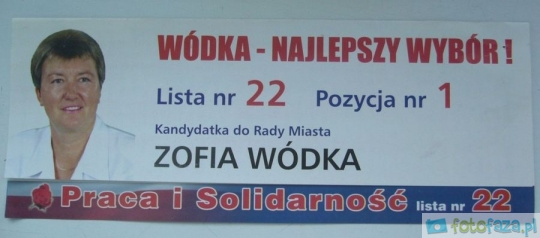 WÓDKA - NAJLEPSZY WYBÓR !
Lista nr 22 Pozycja nr 1
Kandydatka do Rady Miasta
ZOFIA WÓDKA
Praca i Solidarność lista nr 22
fotofaza.pl